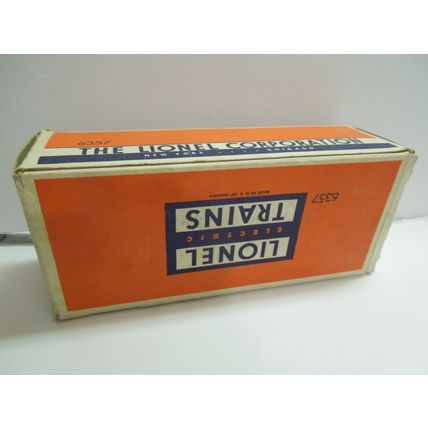 6357
THE LIONEL CORPORATION
NEW YORK • • • • CHICAGO
6357
LIONEL
ELECTRIC
TRAINS
MADE IN U. S. OF AMERICA